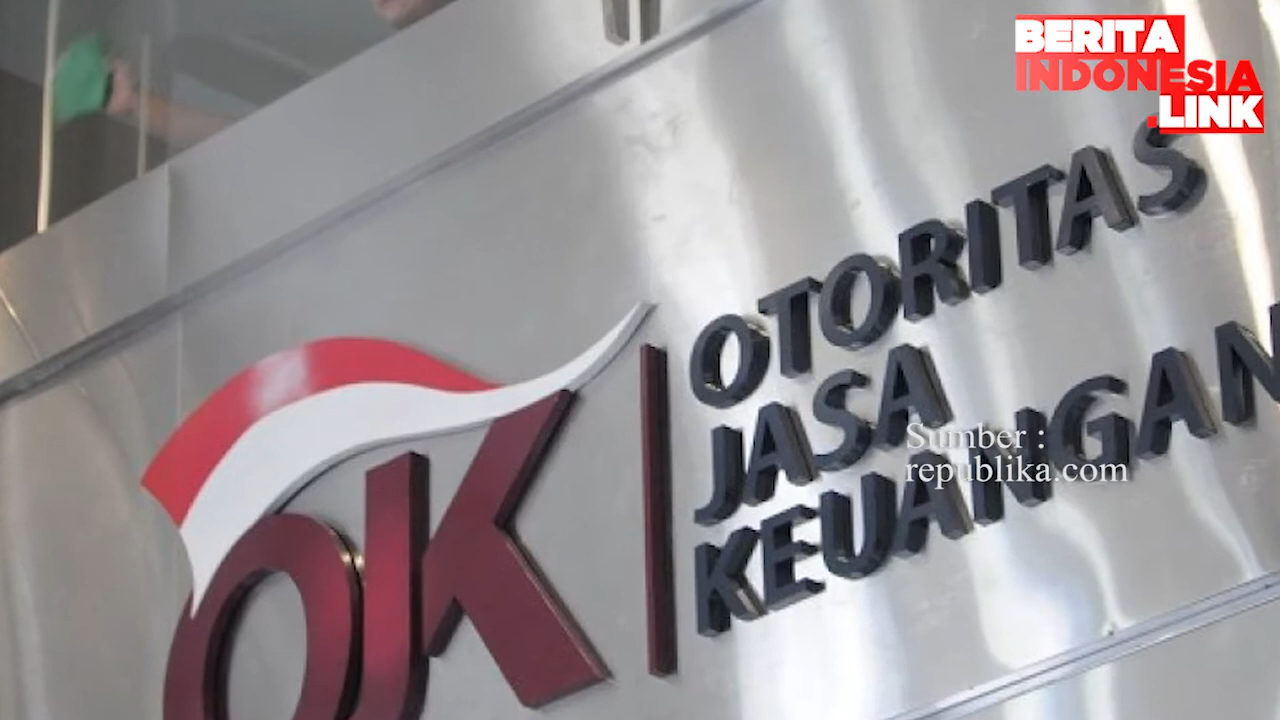 BERITA
INDONESIA
.LINK
OJK
OTORITAS
JASA
KEUANGAN
Sumber :
republika.com